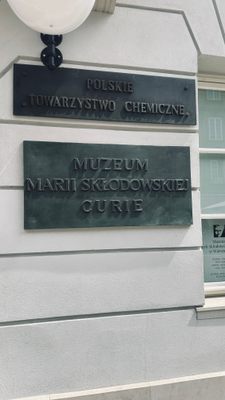 POLSKIE
TOWARZYSTWO CHEMICZNE
MUZEUM
MARII SKŁODOWSKIEJ
CURIE